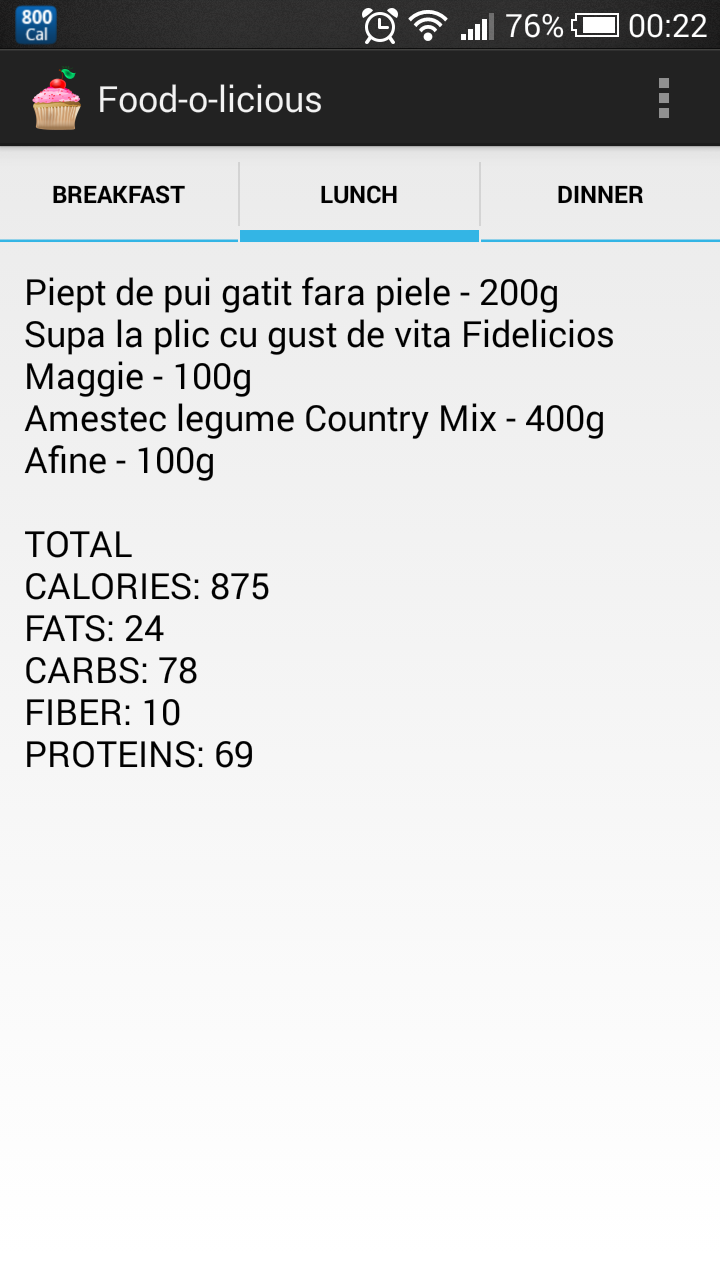 800
Cal
76%
00:22
Food-o-licious
BREAKFAST
LUNCH
DINNER
Piept de pui gatit fara piele - 200g
Supa la plic cu gust de vita Fidelicios
Maggie - 100g
Amestec legume Country Mix - 400g
Afine - 100g
TOTAL
CALORIES: 875
FATS: 24
CARBS: 78
FIBER: 10
PROTEINS: 69